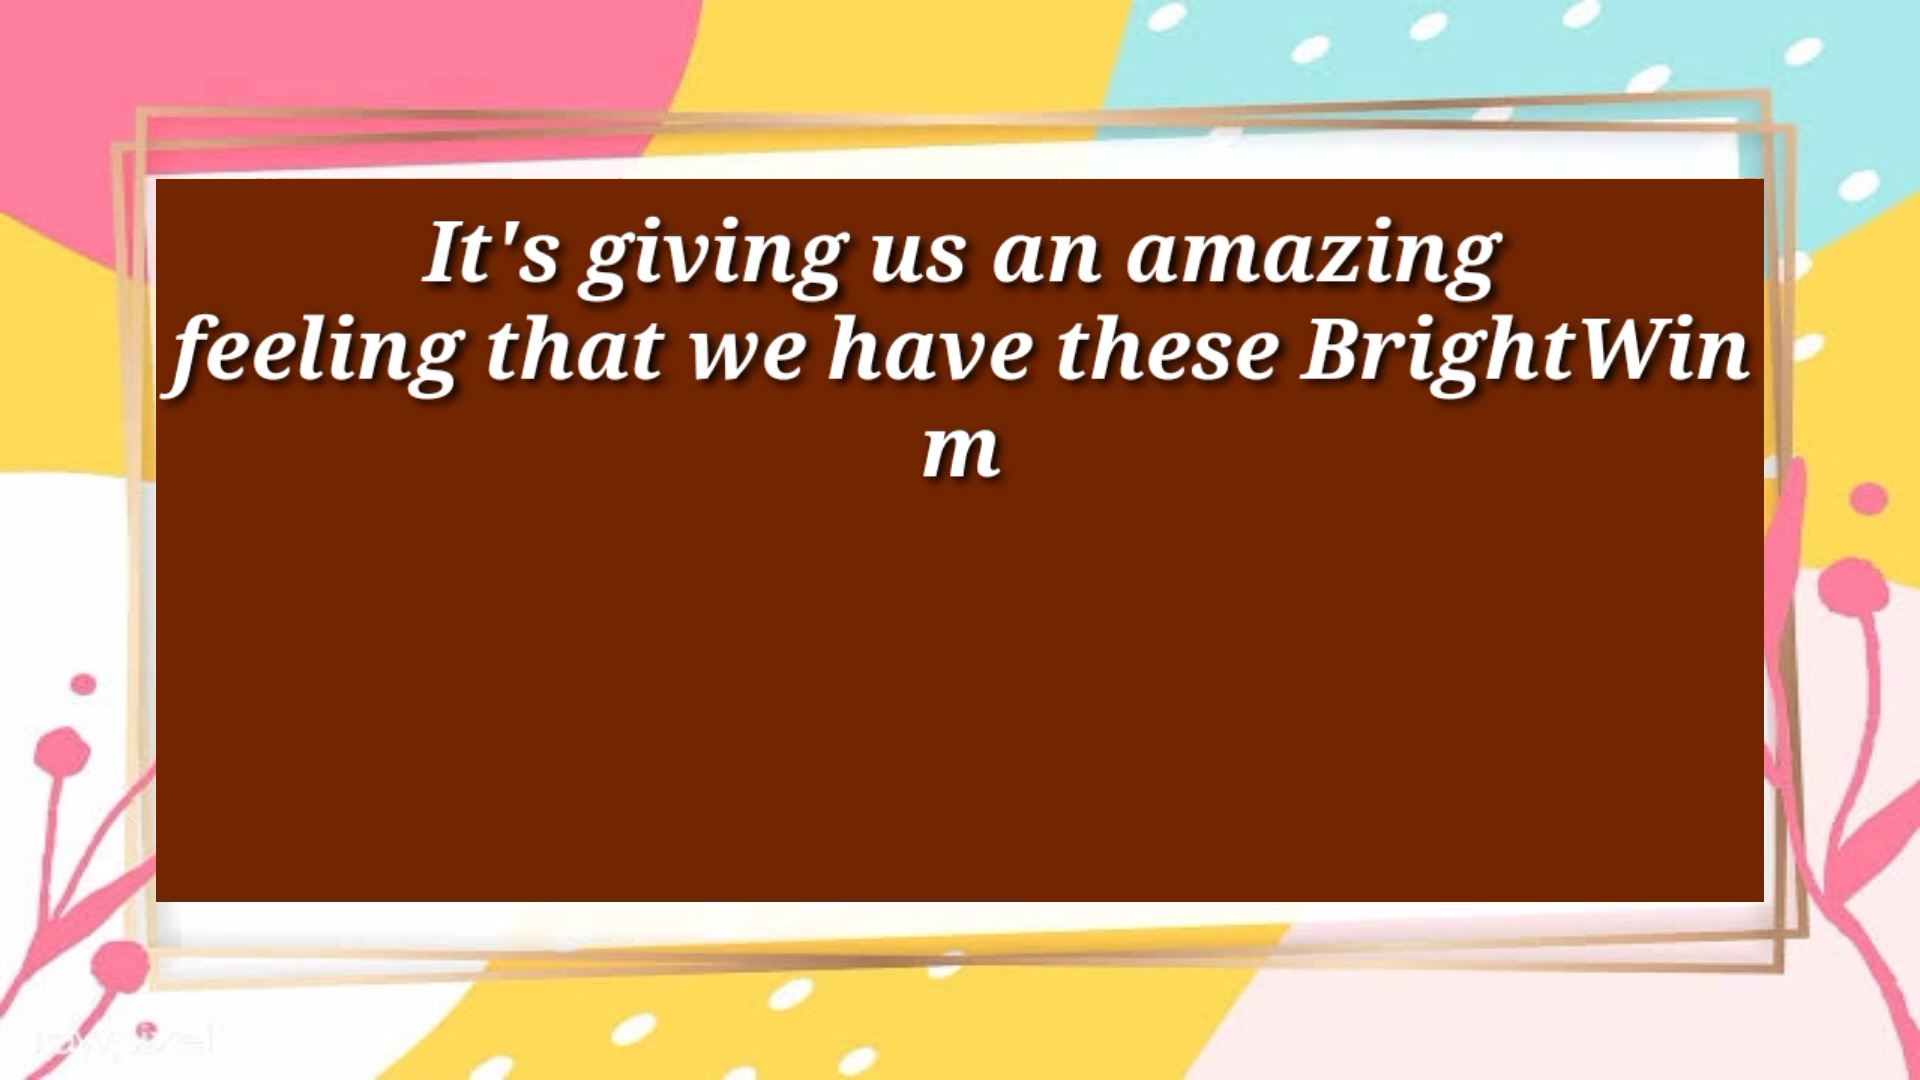 It's giving us an amazing
feeling that we have these BrightWin
m